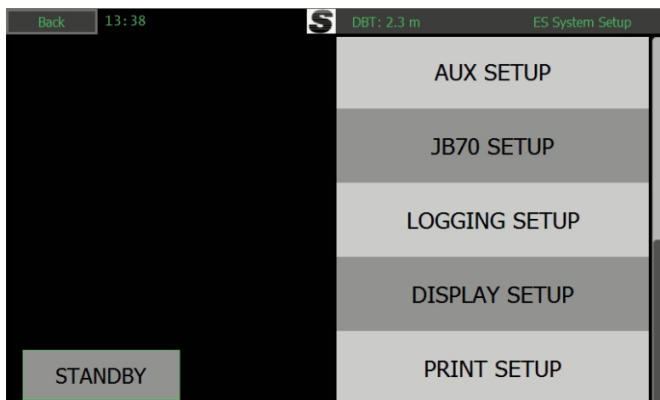 Back 13:38 S DBT: 2.3 m ES System Setup
AUX SETUP
JB70 SETUP
LOGGING SETUP
DISPLAY SETUP
PRINT SETUP
STANDBY